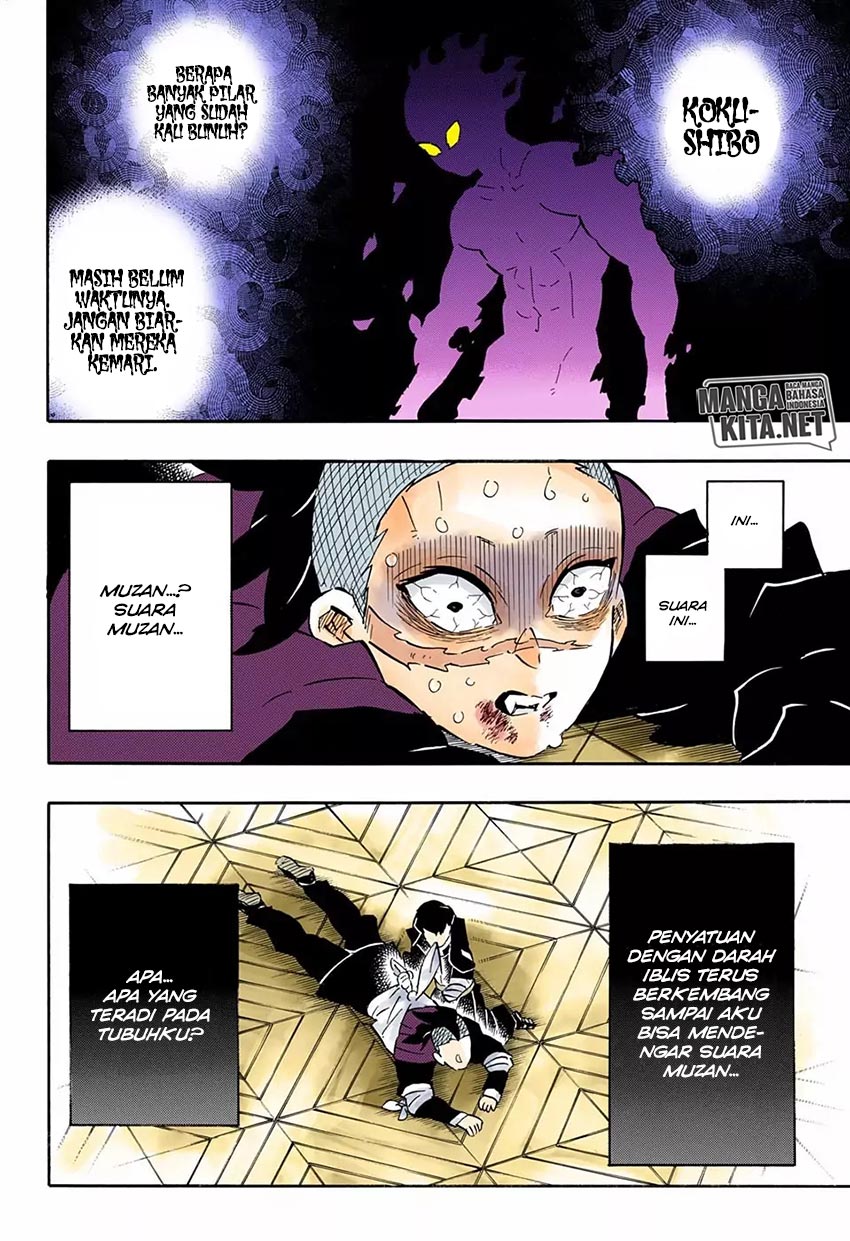 KOKU-
SHIBO
BERAPA
BANYAK PILAR
YANG SUDAH
KAU BUNUH?
MASIH BELUM
WAKTUNYA.
JANGAN BIAR-
KAN MEREKA
KEMARI.
MANGA
BACA MANGA
BAHASA
INDONESIA
KITA.NET
INI...
SUARA
INI...
MUZAN...?
SUARA
MUZAN...
PENYATUAN
DENGAN DARAH
IBLIS TERUS
BERKEMBANG
SAMPAI AKU
BISA MENDE-
NGAR SUARA
MUZAN...
APA...
APA YANG
TERADI PADA
TUBUHKU?